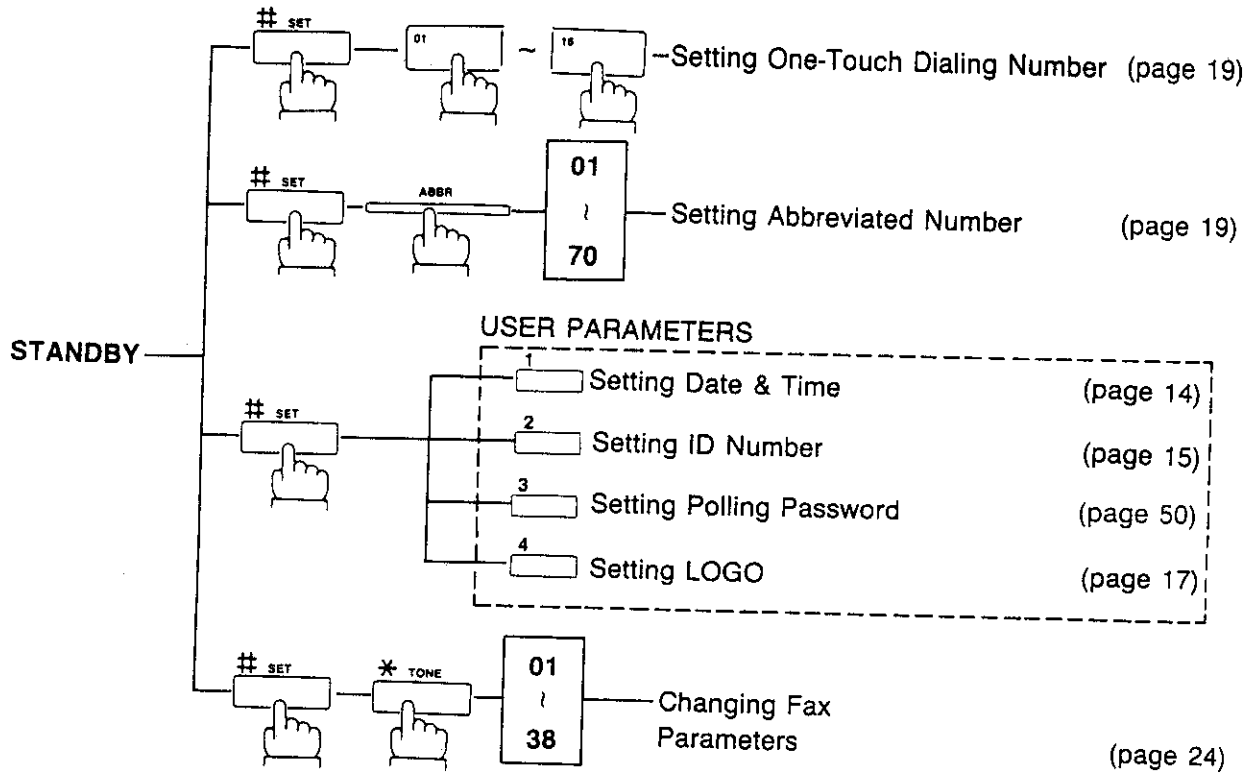 # SET 01 ~ 16 Setting One-Touch Dialing Number (page 19)
# SET ABBR 01 ~ 70 Setting Abbreviated Number (page 19)
STANDBY
USER PARAMETERS
# SET
1 Setting Date & Time (page 14)
2 Setting ID Number (page 15)
3 Setting Polling Password (page 50)
4 Setting LOGO (page 17)
# SET * TONE 01 ~ 38 Changing Fax
Parameters (page 24)